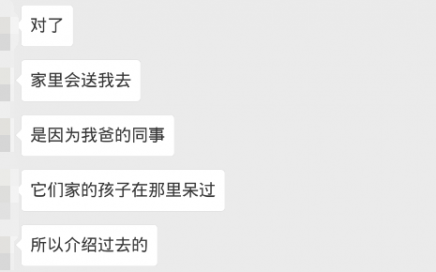 对了
家里会送我去
是因为我爸的同事
它们家的孩子在那里呆过
所以介绍过去的